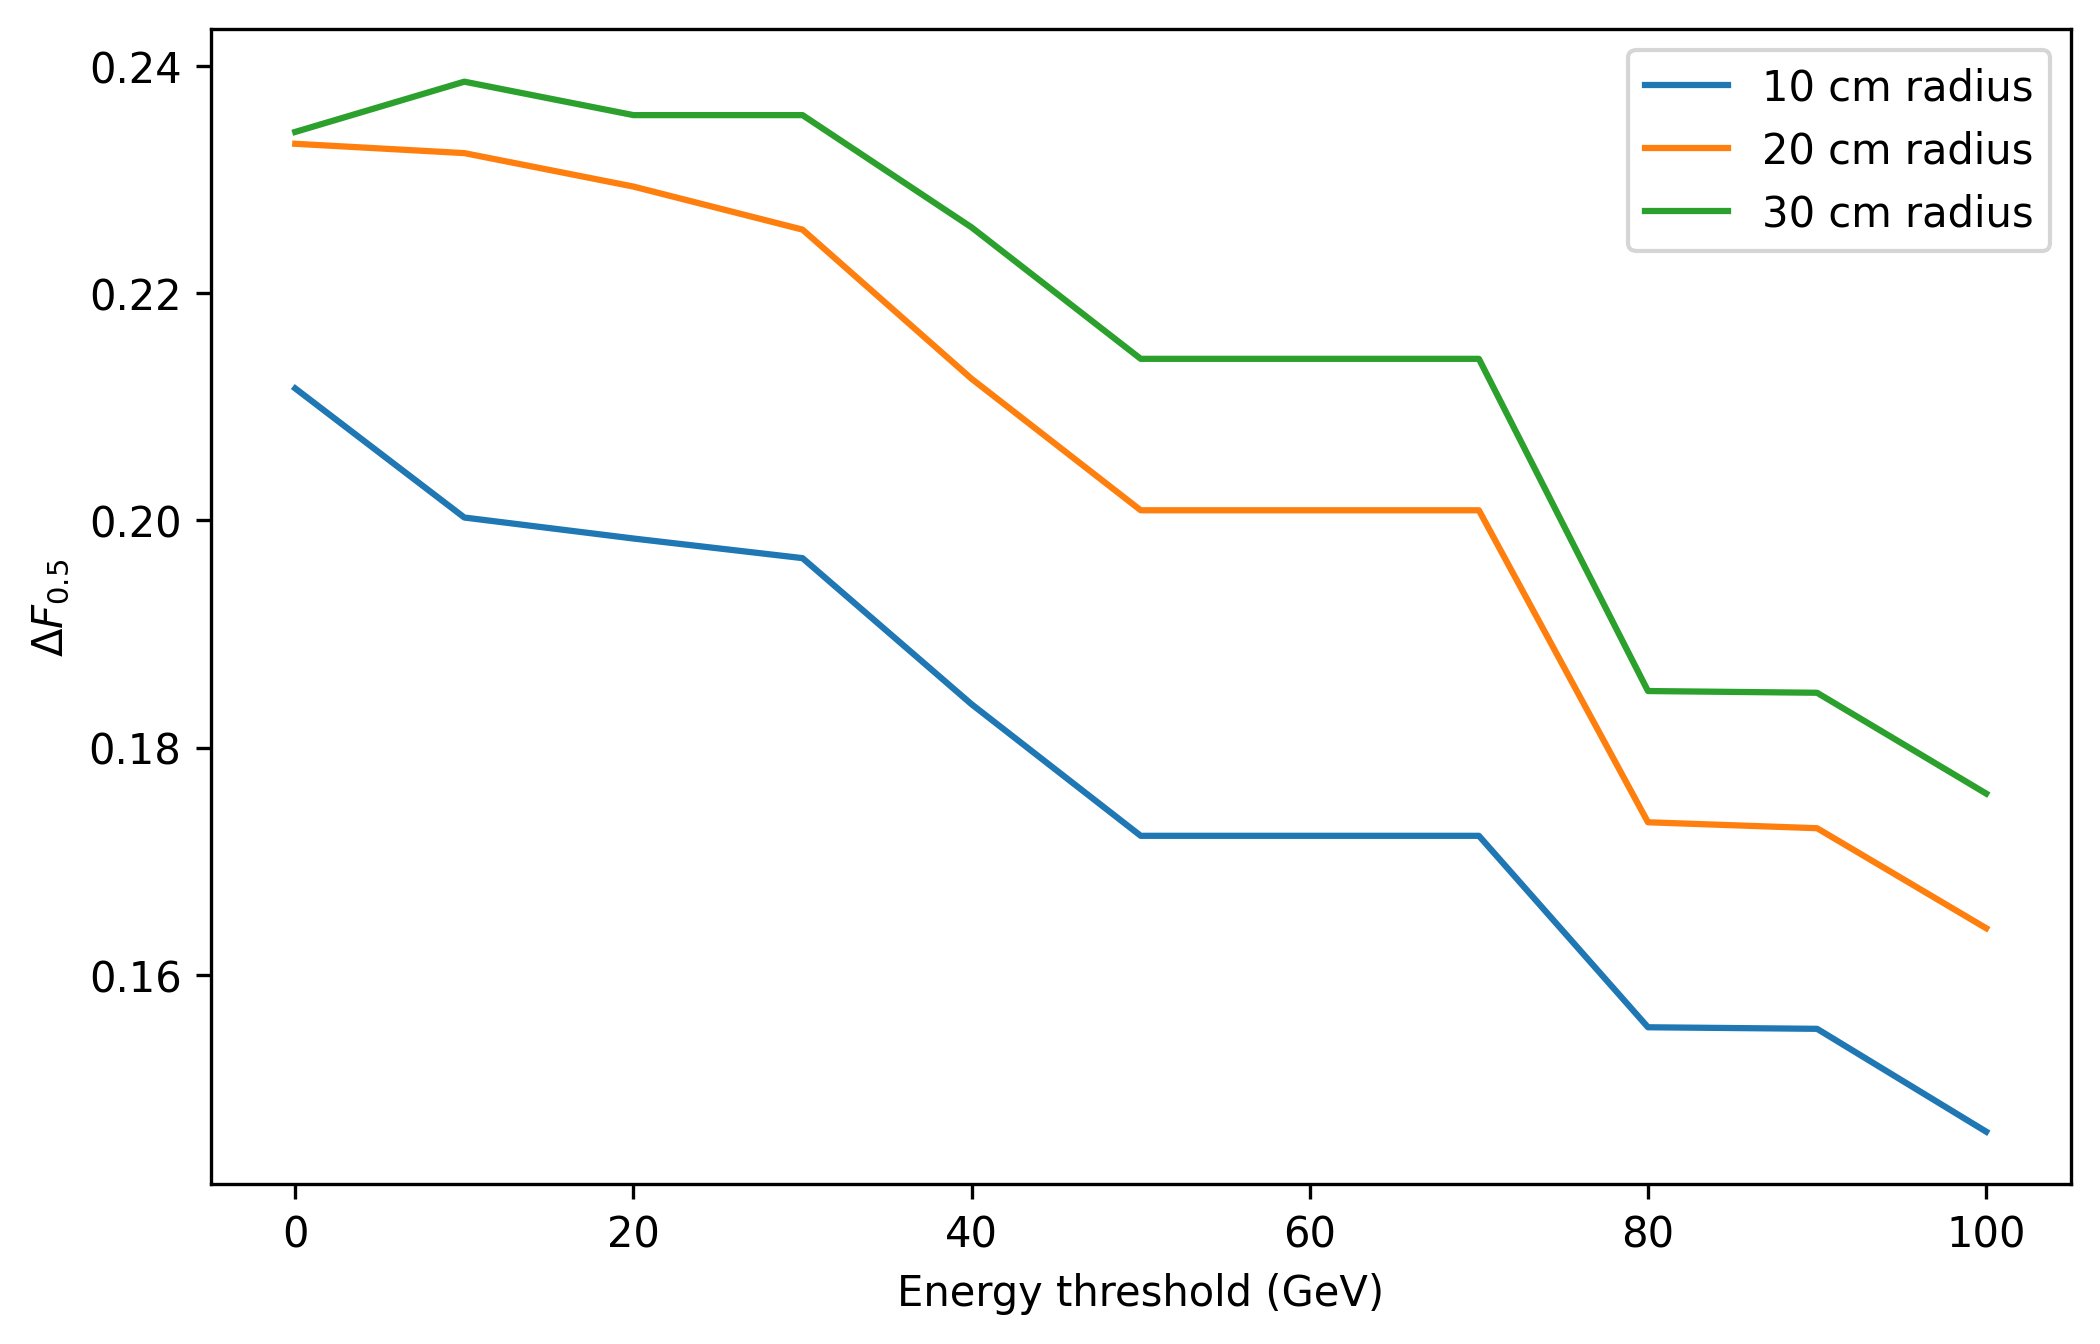 0.24
0.22
0.20
0.18
0.16
ΔF0.5
10 cm radius
20 cm radius
30 cm radius
0 20 40 60 80 100
Energy threshold (GeV)